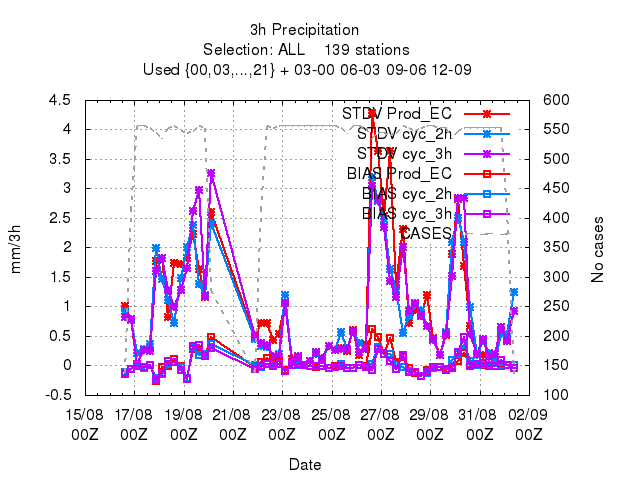 3h Precipitation
Selection: ALL    139 stations
Used {00,03,...,21} + 03-00 06-03 09-06 12-09
STDV Prod_EC
STDV cyc_2h
STDV cyc_3h
BIAS Prod_EC
BIAS cyc_2h
BIAS cyc_3h
CASES
mm/3h
4.5
4
3.5
3
2.5
2
1.5
1
0.5
0
-0.5
No cases
600
550
500
450
400
350
300
250
200
150
100
15/08 17/08 19/08 21/08 23/08 25/08 27/08 29/08 31/08 02/09
00Z 00Z 00Z 00Z 00Z 00Z 00Z 00Z 00Z 00Z
Date